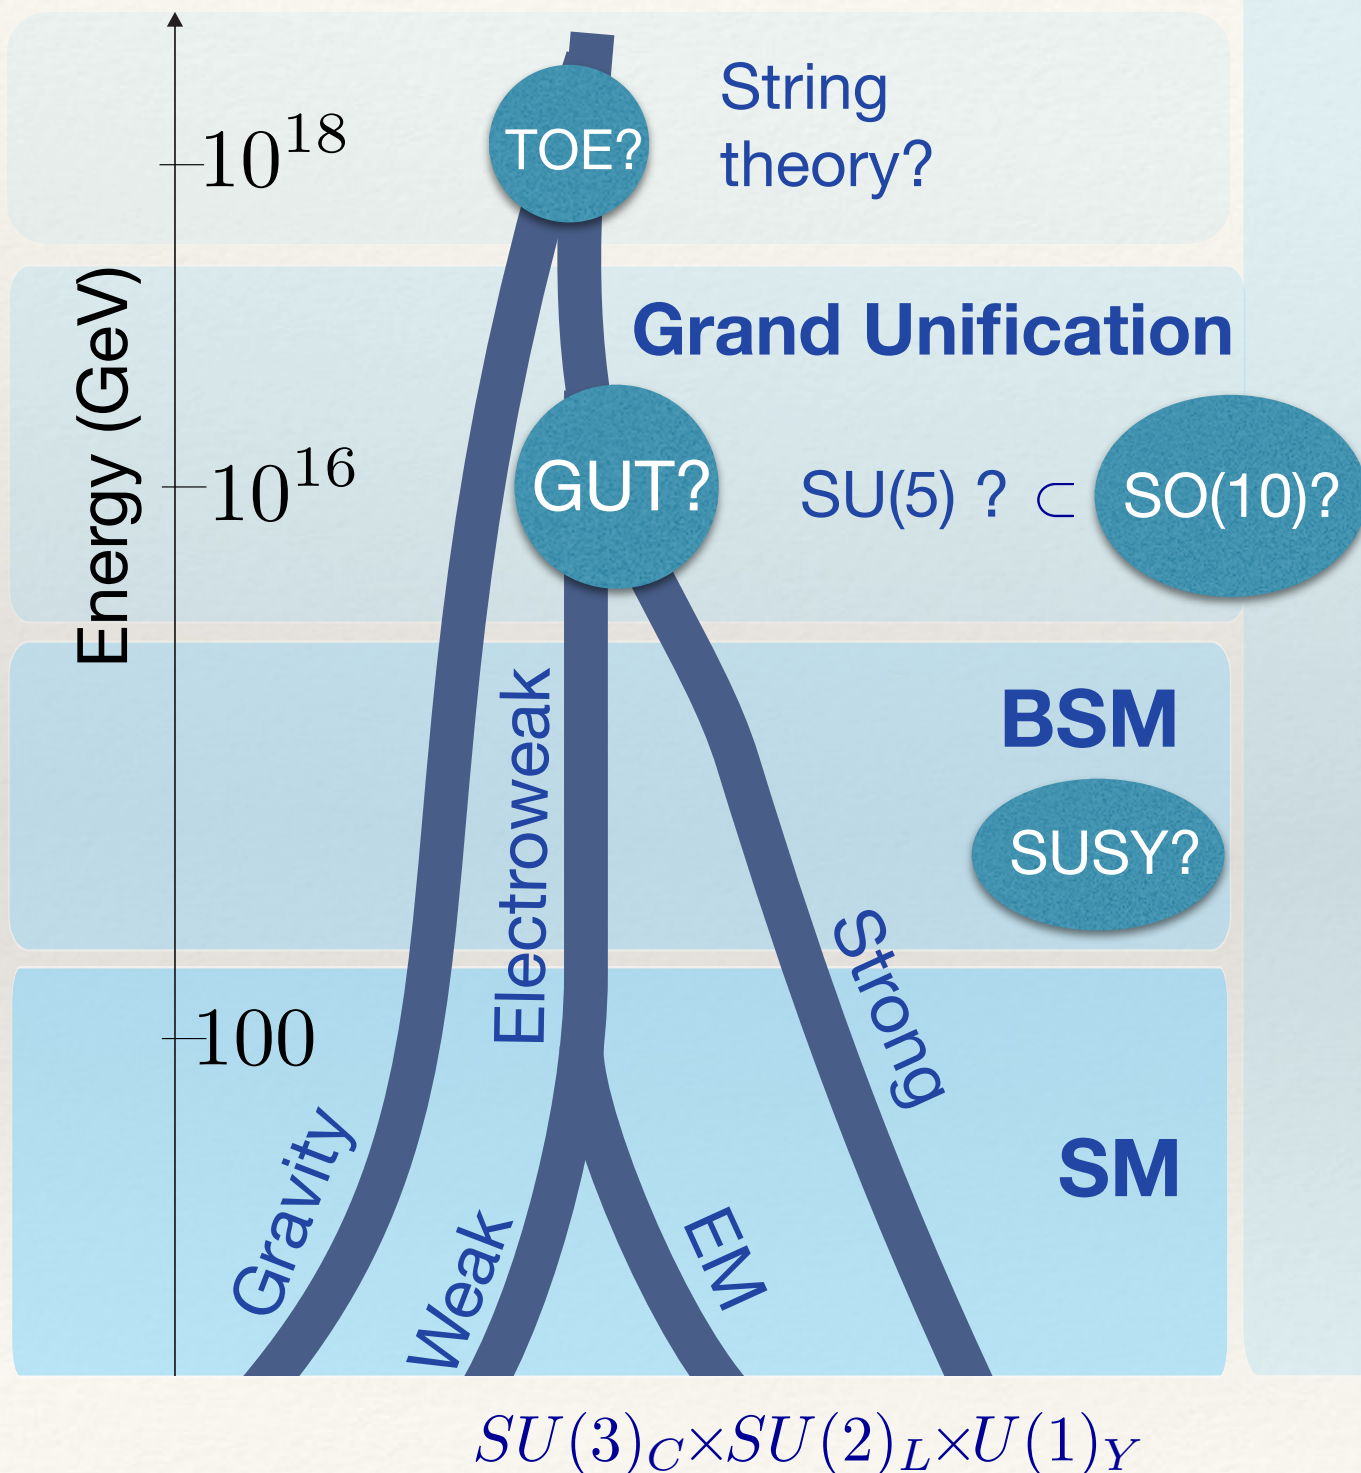 String
theory?
TOE?
10^18
Grand Unification
Energy (GeV)
10^16
GUT?
SU(5) ? ⊂ SO(10)?
BSM
Electroweak
SUSY?
Strong
100
Gravity
SM
Weak
EM
SU(3)_C×SU(2)_L×U(1)_Y